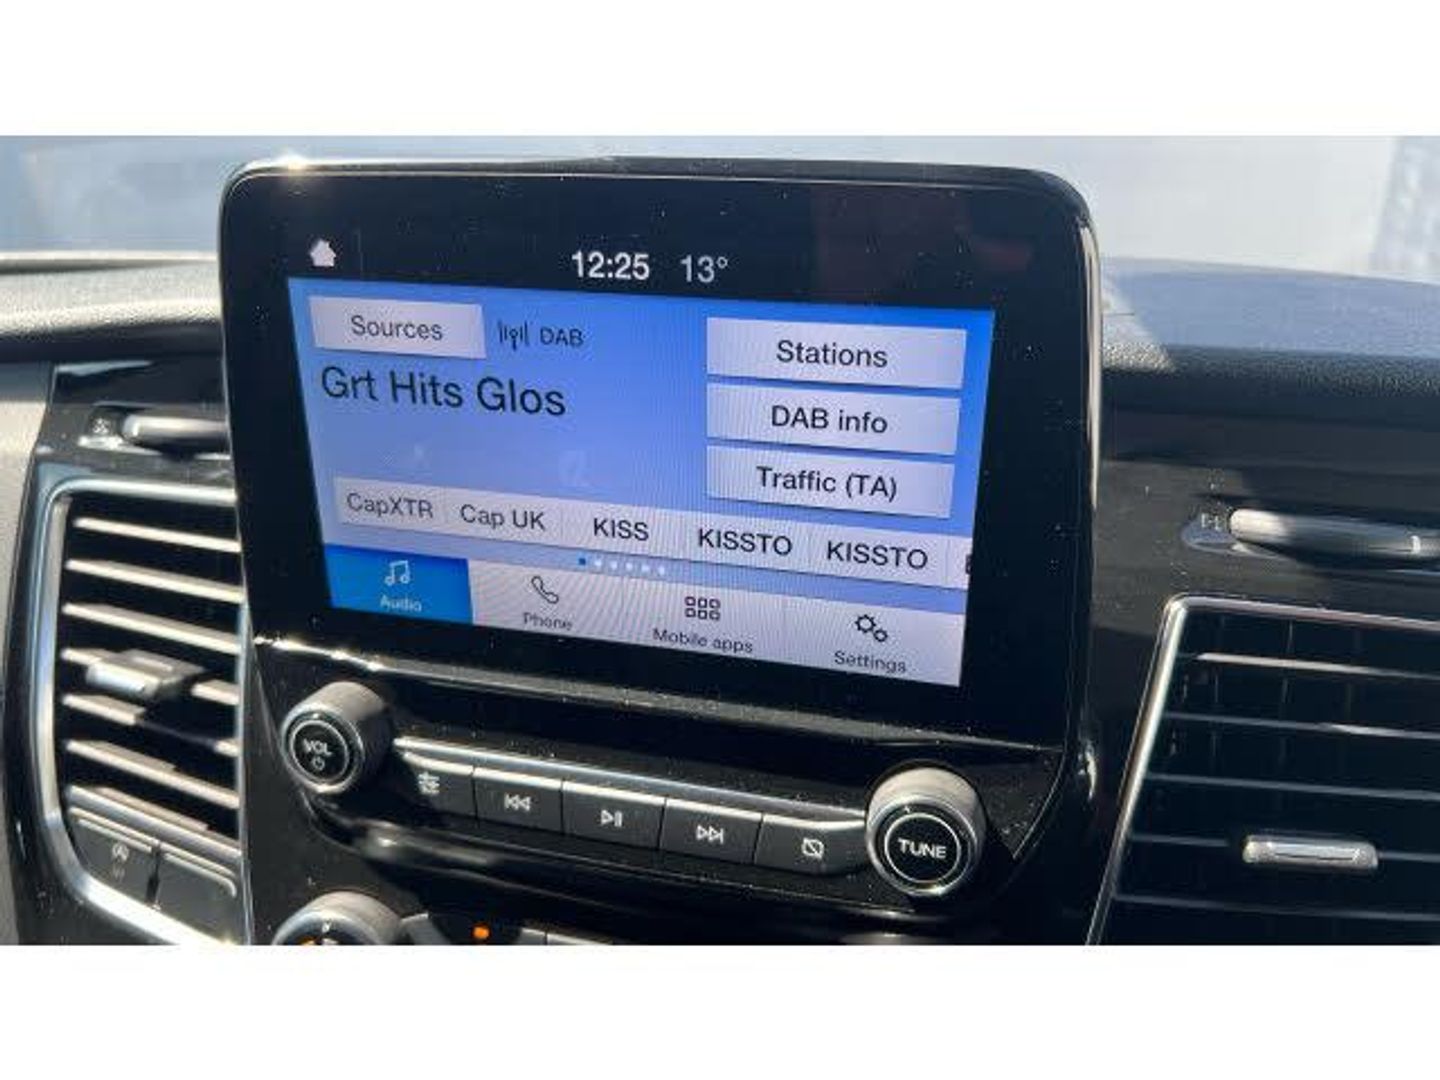 12:25 13°
Sources DAB
Stations
Grt Hits Glos
DAB info
Traffic (TA)
CapXTR Cap UK KISS KISSTO KISSTO
Audio Phone Mobile apps Settings
VOL
TUNE